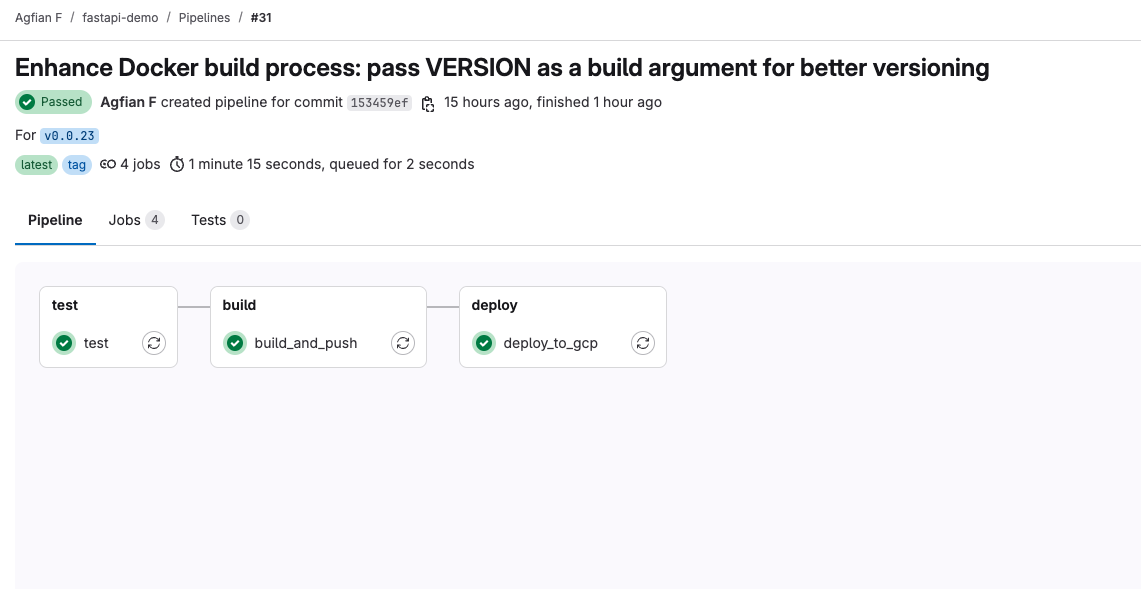 Agfian F / fastapi-demo / Pipelines / #31
Enhance Docker build process: pass VERSION as a build argument for better versioning
Passed Agfian F created pipeline for commit 153459ef 15 hours ago, finished 1 hour ago
For v0.0.23
latest tag 4 jobs 1 minute 15 seconds, queued for 2 seconds
Pipeline Jobs 4 Tests 0
test build deploy
test build_and_push deploy_to_gcp